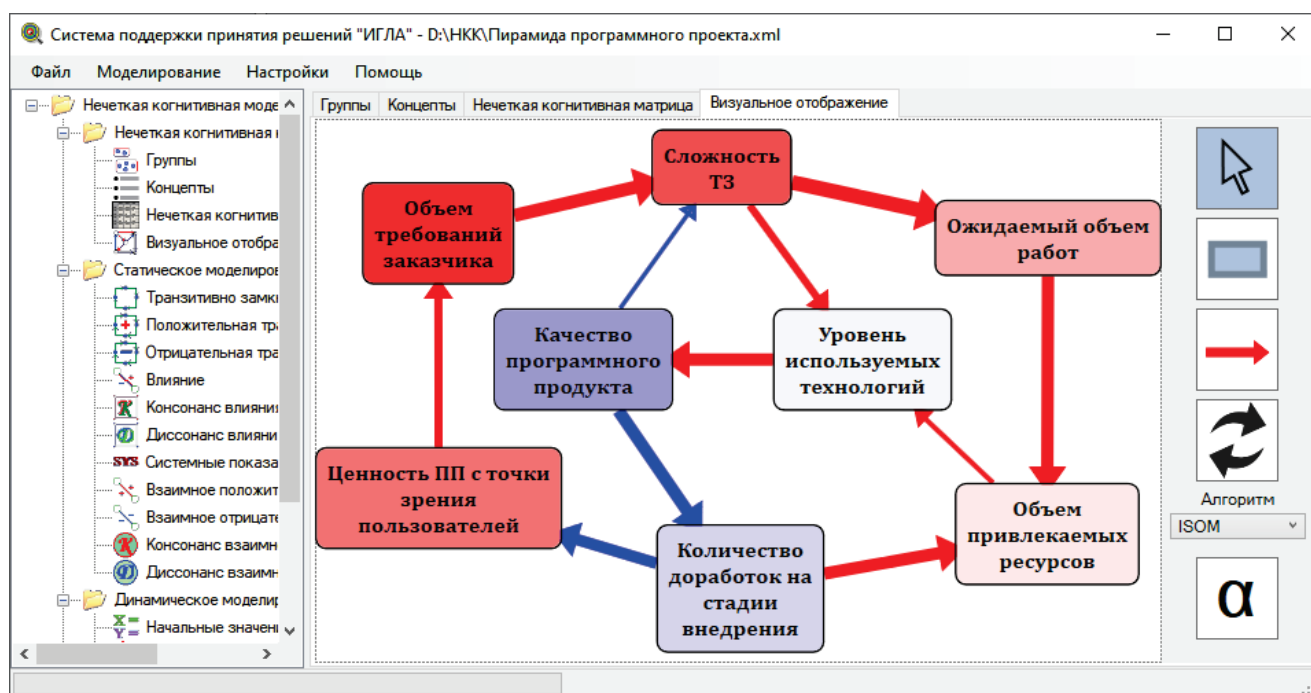 Система поддержки принятия решений "ИГЛА" - D:\НКК\Пирамида программного проекта.xml
Файл Моделирование Настройки Помощь
Нечеткая когнитивная моде
Нечеткая когнитивная
Группы
Концепты
Нечеткая когнитив
Визуальное отобра
Статическое моделиров
Транзитивно замк
Положительная тр
Отрицательная тра
Влияние
Консонанс влияни
Диссонанс влияни
SYS Системные показа
Взаимное положит
Взаимное отрицате
Консонанс взаимн
Диссонанс взаимн
Динамическое моделир
X=
Y= Начальные значен
Группы Концепты Нечеткая когнитивная матрица Визуальное отображение
Сложность
ТЗ
Объем
требований
заказчика
Ожидаемый объем
работ
Качество
программного
продукта
Уровень
используемых
технологий
Ценность ПП с точки
зрения
пользователей
Количество
доработок на
стадии
внедрения
Объем
привлекаемых
ресурсов
Алгоритм
ISOM
α